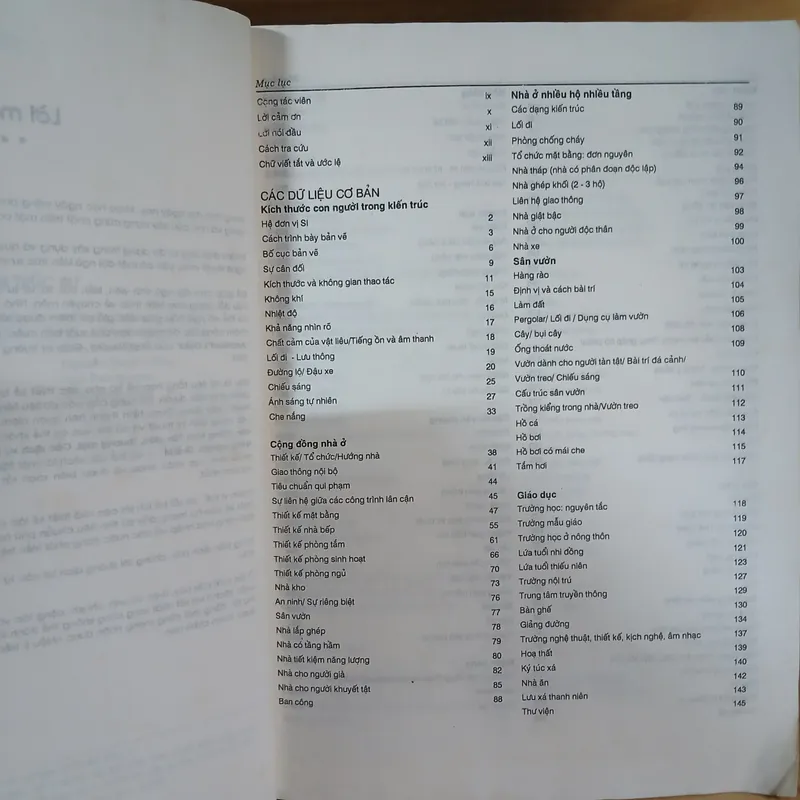 Mục lục
Cộng tác viên ix
Lời cảm ơn x
Lời nói đầu xi
Cách tra cứu xii
Chữ viết tắt và ước lệ xiii
CÁC DỮ LIỆU CƠ BẢN
Kích thước con người trong kiến trúc
Hệ đơn vị SI 2
Cách trình bày bản vẽ 3
Bố cục bản vẽ 6
Sự cân đối 9
Kích thước và không gian thao tác 11
Không khí 15
Nhiệt độ 16
Khả năng nhìn rõ 17
Chất cảm của vật liệu/Tiếng ồn và âm thanh 18
Lối đi - Lưu thông 19
Đường lộ/ Đậu xe 20
Chiếu sáng 25
Ánh sáng tự nhiên 27
Che nắng 33
Cộng đồng nhà ở
Thiết kế/ Tổ chức/Hướng nhà 38
Giao thông nội bộ 41
Tiêu chuẩn qui phạm 44
Sự liên hệ giữa các công trình lân cận 45
Thiết kế mặt bằng 47
Thiết kế nhà bếp 55
Thiết kế phòng tắm 61
Thiết kế phòng sinh hoạt 66
Thiết kế phòng ngủ 70
Nhà kho 73
An ninh/ Sự riêng biệt 76
Sân vườn 77
Nhà lắp ghép 78
Nhà có tầng hầm 79
Nhà tiết kiệm năng lượng 80
Nhà cho người già 82
Nhà cho người khuyết tật 85
Ban công 88
Nhà ở nhiều hộ nhiều tầng
Các dạng kiến trúc 89
Lối đi 90
Phòng chống cháy 91
Tổ chức mặt bằng: đơn nguyên 92
Nhà tháp (nhà có phân đoạn độc lập) 94
Nhà ghép khối (2 - 3 hộ) 96
Liên hệ giao thông 97
Nhà giật bậc 98
Nhà ở cho người độc thân 99
Nhà xe 100
Sân vườn
Hàng rào 103
Định vị và cách bài trí 104
Làm đất 105
Pergolar/ Lối đi / Dụng cụ làm vườn 106
Cây/ bụi cây 108
Ống thoát nước 109
Vườn dành cho người tàn tật/ Bài trí đá cảnh/
Vườn treo/ Chiếu sáng 110
Cấu trúc sân vườn 111
Trồng kiểng trong nhà/Vườn treo 112
Hồ cá 113
Hồ bơi 114
Hồ bơi có mái che 115
Tắm hơi 117
Giáo dục
Trường học: nguyên tắc 118
Trường mẫu giáo 119
Trường học ở nông thôn 120
Lứa tuổi nhi đồng 121
Lứa tuổi thiếu niên 123
Trường nội trú 127
Trung tâm truyền thông 129
Bàn ghế 130
Giảng đường 134
Trường nghệ thuật, thiết kế, kịch nghệ, âm nhạc 137
Hoạ thất 139
Ký túc xá 140
Nhà ăn 142
Lưu xá thanh niên 143
Thư viện 145